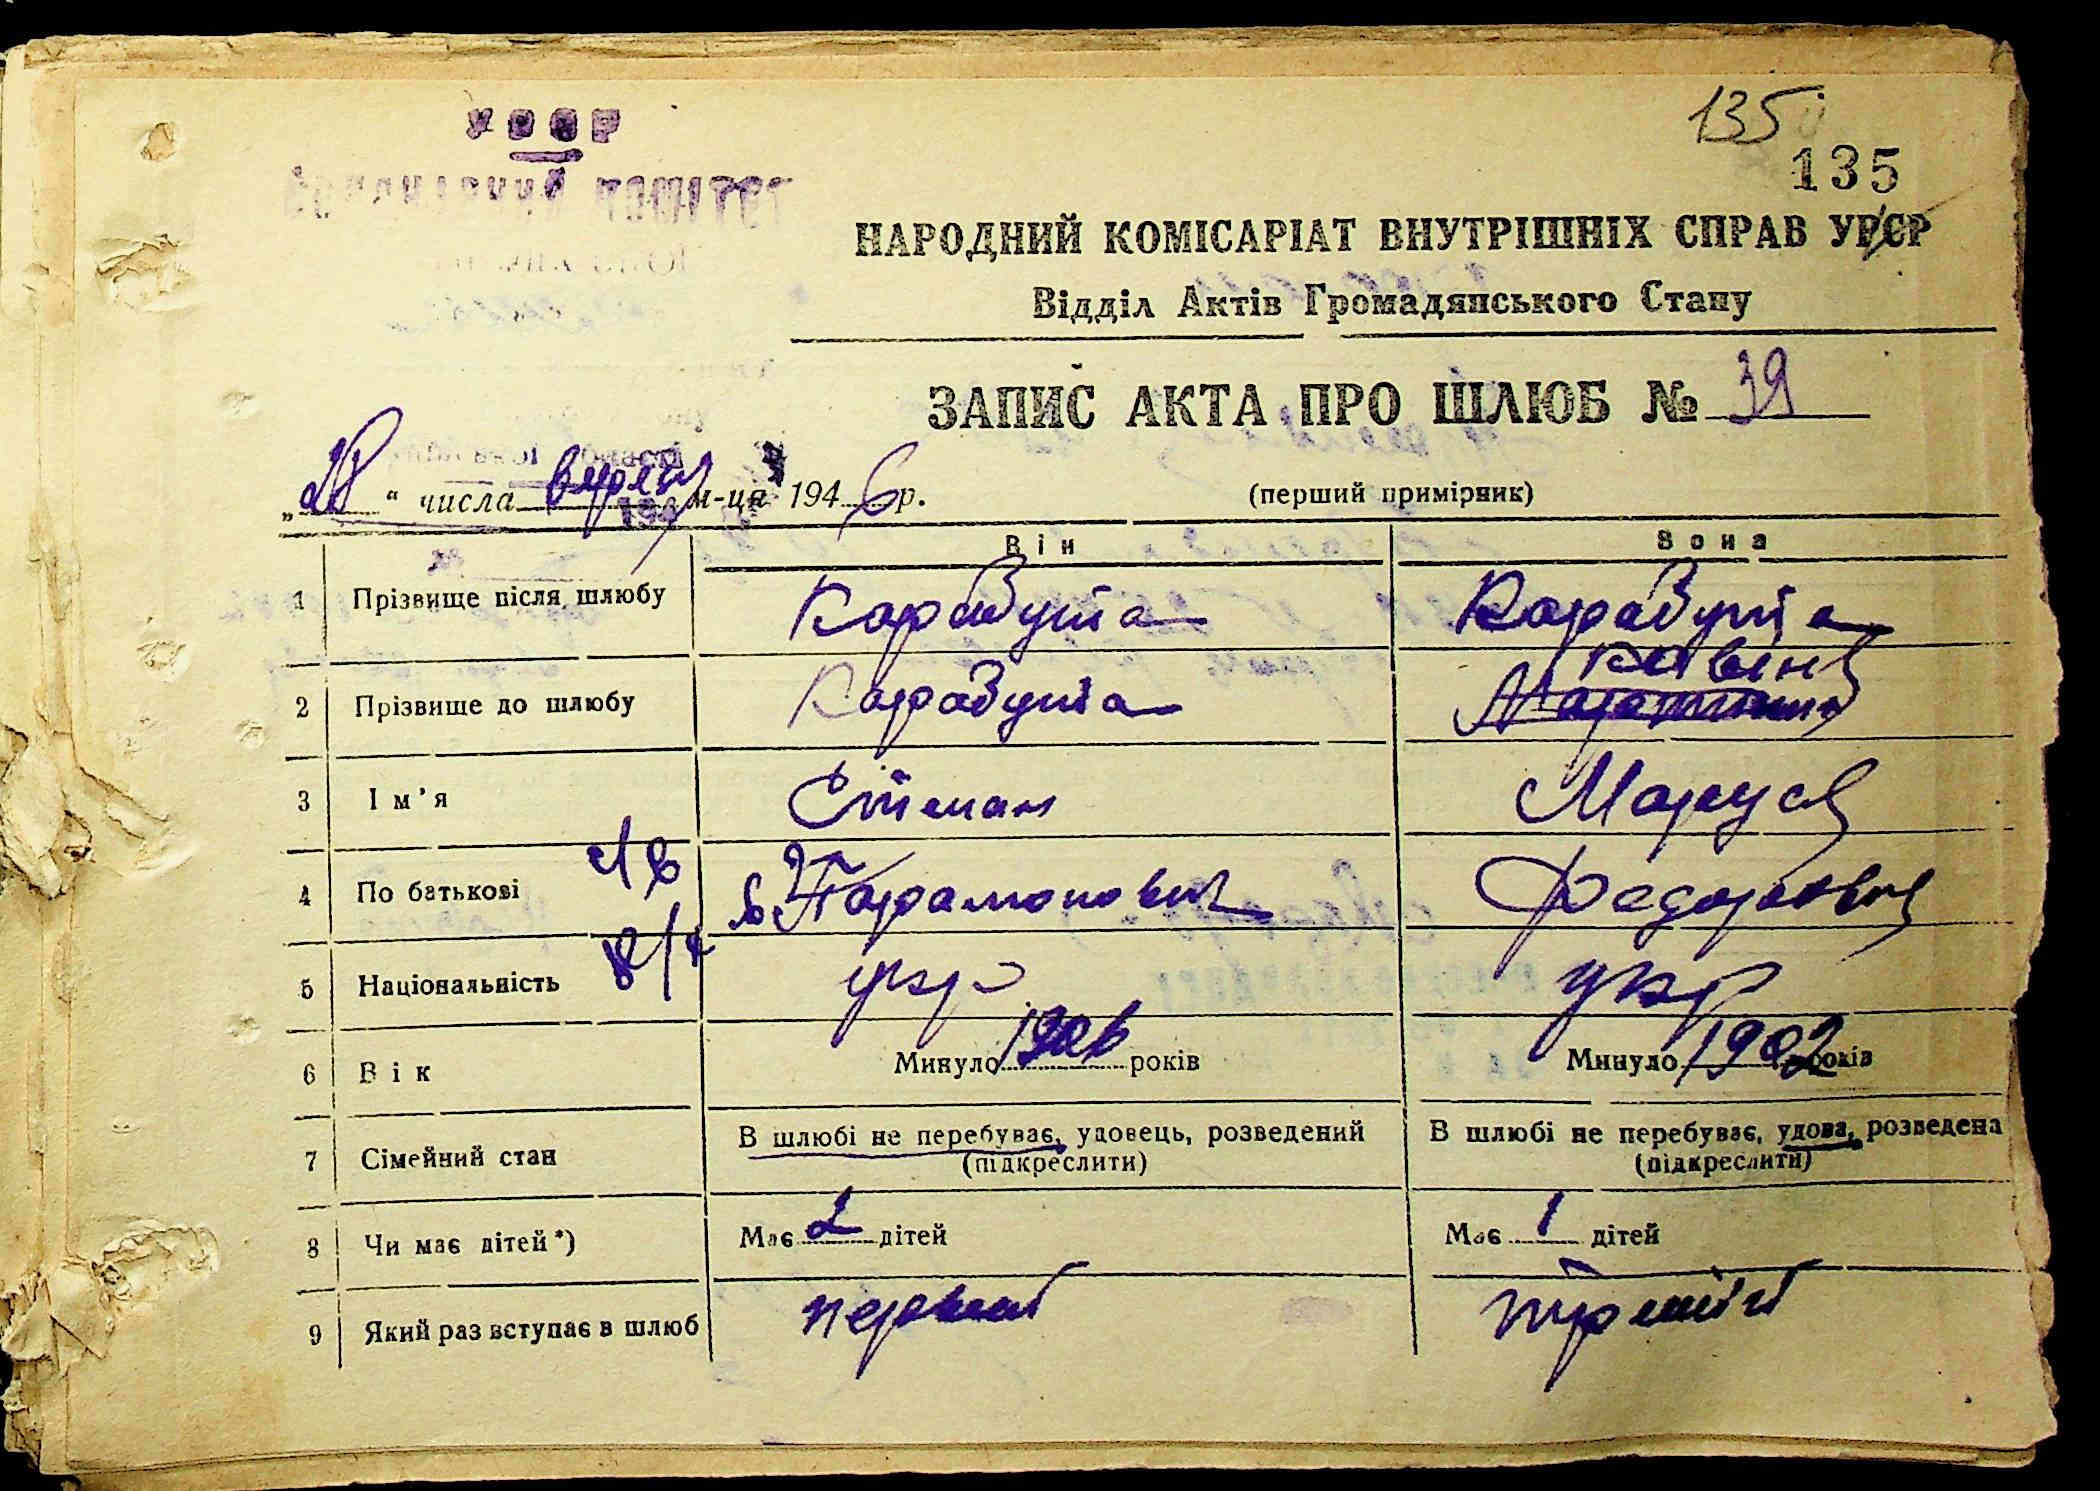 135
135
УРСР
НАРОДНИЙ КОМІСАРІАТ ВНУТРІШНІХ СПРАВ УРСР
Відділ Актів Громадянського Стану
ЗАПИС АКТА ПРО ШЛЮБ № 39
„28“ числа м-ця 1946 р.
(перший примірник)
Він Вона
1 Прізвище після шлюбу Карабута Карабута
2 Прізвище до шлюбу Карабута
3 Ім’я Степан Маруся
4 По батькові Парамонович Федоровна
5 Національність укр укр
6 Вік Минуло 1906 років Минуло 1902 років
7 Сімейний стан В шлюбі не перебуває, удовець, розведений (підкреслити) В шлюбі не перебуває, удова, розведена (підкреслити)
8 Чи має дітей*) Має 2 дітей Має 1 дітей
9 Який раз вступає в шлюб первый третій